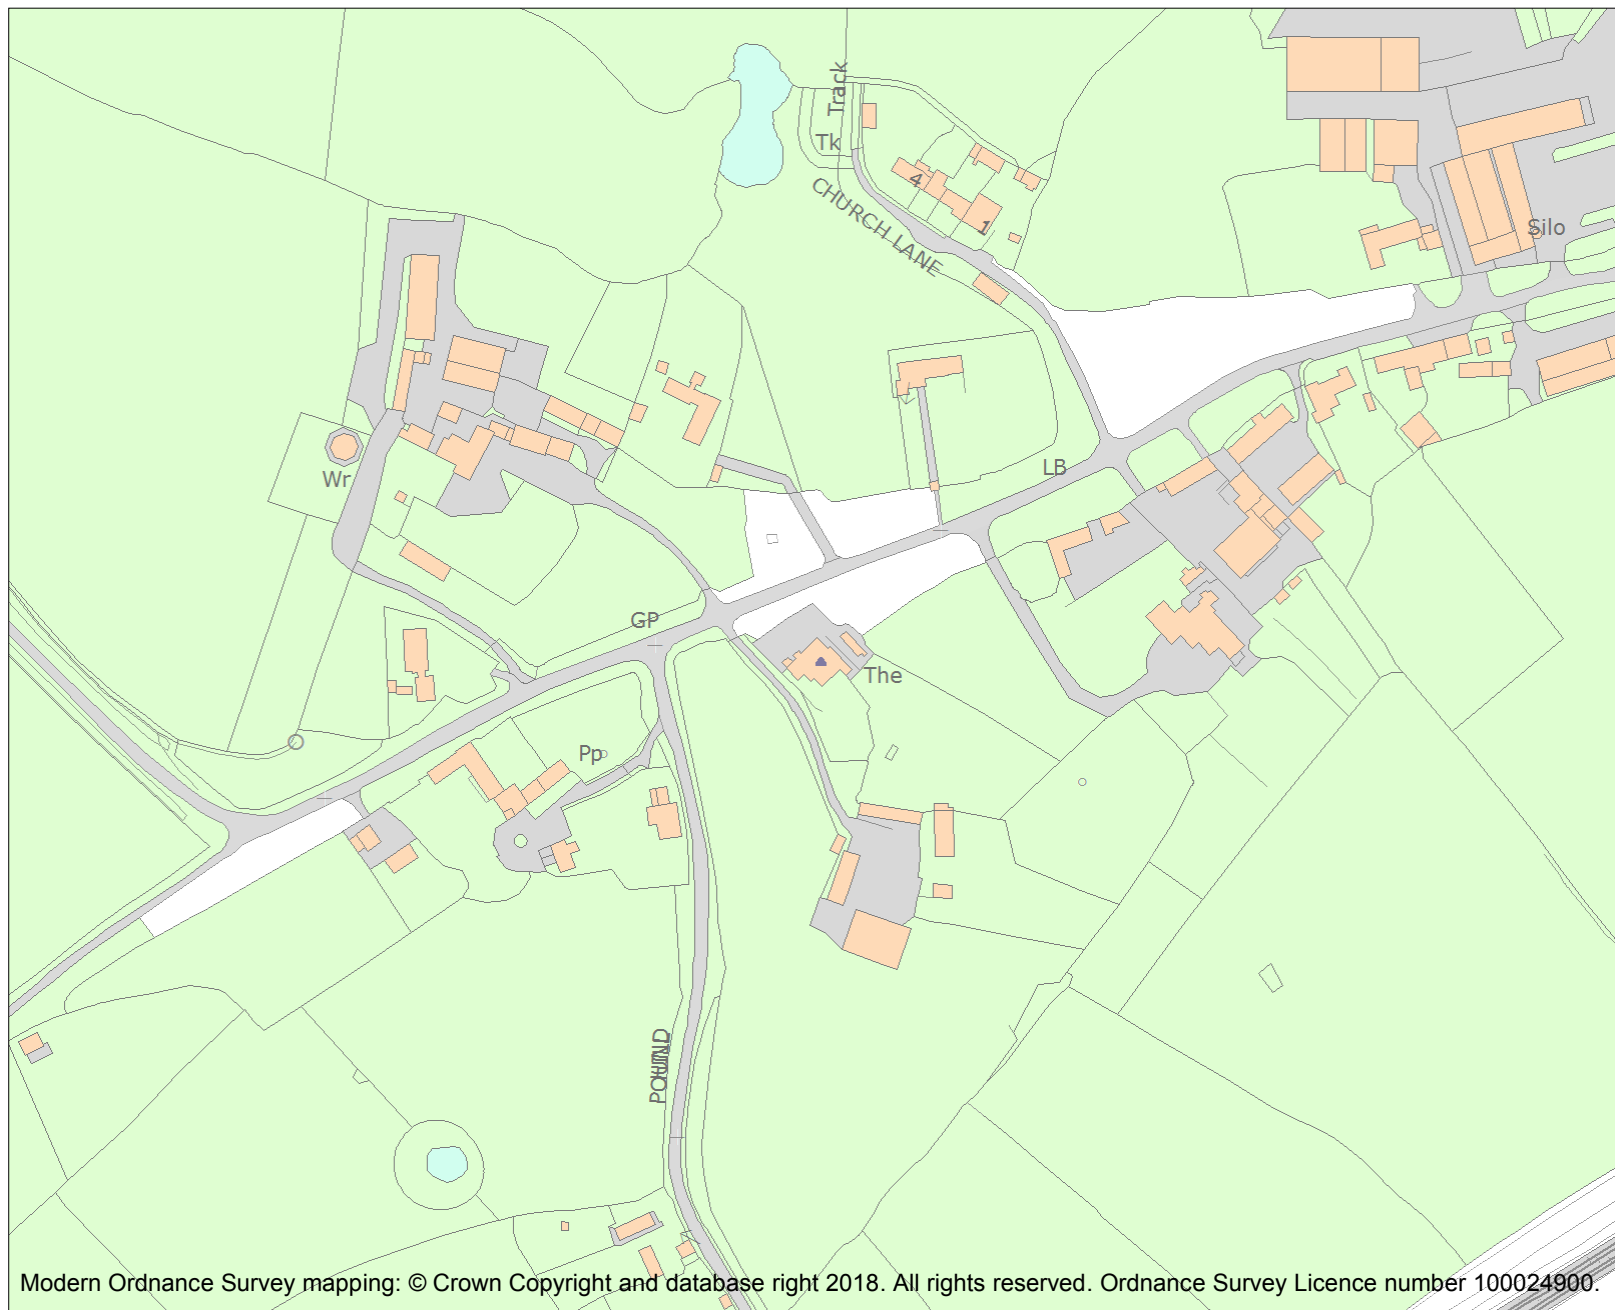 Track
Tk
4
CHURCH LANE
1
Silo
LB
Wr
GP
The
Pp
POUND
Modern Ordnance Survey mapping: © Crown Copyright and database right 2018. All rights reserved. Ordnance Survey Licence number 100024900.